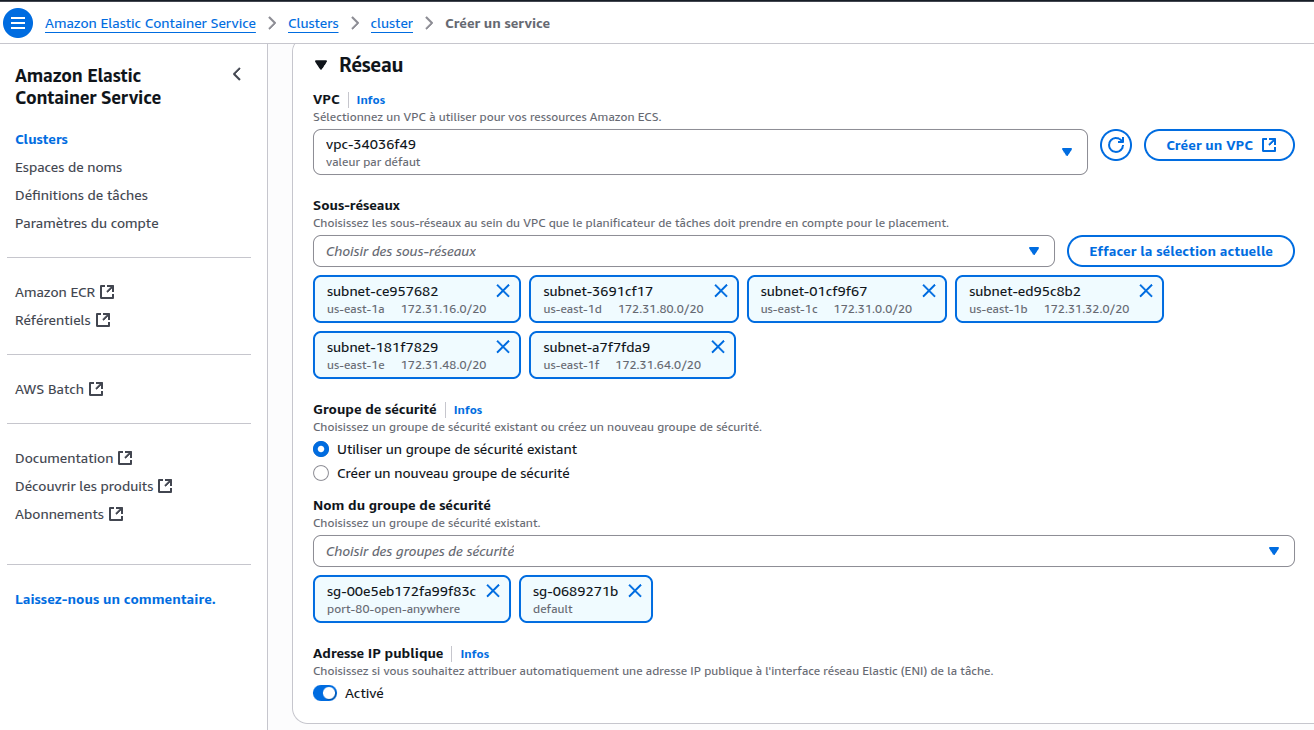 Amazon Elastic Container Service > Clusters > cluster > Créer un service
Amazon Elastic
Container Service
Clusters
Espaces de noms
Définitions de tâches
Paramètres du compte
Amazon ECR
Référentiels
AWS Batch
Documentation
Découvrir les produits
Abonnements
Laissez-nous un commentaire.
Réseau
VPC Infos
Sélectionnez un VPC à utiliser pour vos ressources Amazon ECS.
vpc-34036f49
valeur par défaut
Créer un VPC
Sous-réseaux
Choisissez les sous-réseaux au sein du VPC que le planificateur de tâches doit prendre en compte pour le placement.
Choisir des sous-réseaux
Effacer la sélection actuelle
subnet-ce957682
us-east-1a 172.31.16.0/20
subnet-3691cf17
us-east-1d 172.31.80.0/20
subnet-01cf9f67
us-east-1c 172.31.0.0/20
subnet-ed95c8b2
us-east-1b 172.31.32.0/20
subnet-181f7829
us-east-1e 172.31.48.0/20
subnet-a7f7fda9
us-east-1f 172.31.64.0/20
Groupe de sécurité Infos
Choisissez un groupe de sécurité existant ou créez un nouveau groupe de sécurité.
Utiliser un groupe de sécurité existant
Créer un nouveau groupe de sécurité
Nom du groupe de sécurité
Choisissez un groupe de sécurité existant.
Choisir des groupes de sécurité
sg-00e5eb172fa99f83c
port-80-open-anywhere
sg-0689271b
default
Adresse IP publique Infos
Choisissez si vous souhaitez attribuer automatiquement une adresse IP publique à l'interface réseau Elastic (ENI) de la tâche.
Activé